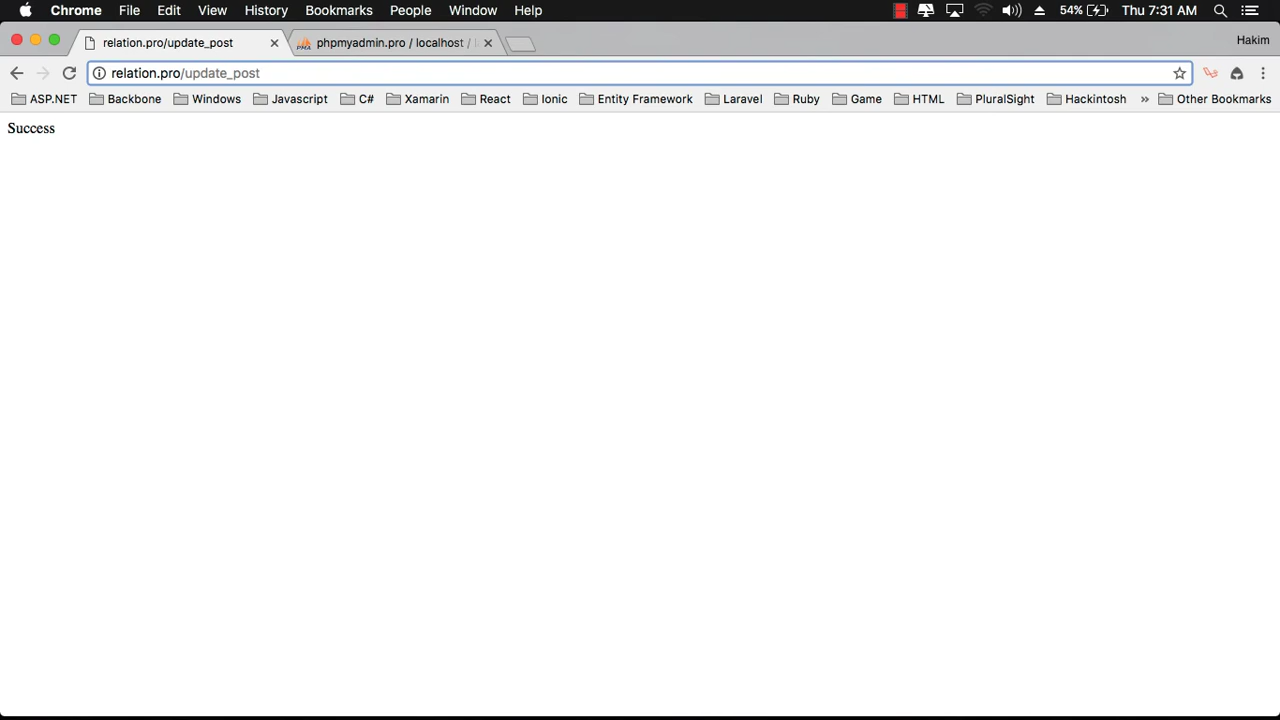 Chrome File Edit View History Bookmarks People Window Help 54% Thu 7:31 AM
relation.pro/update_post phpmyadmin.pro / localhost / Hakim
relation.pro/update_post
ASP.NET Backbone Windows Javascript C# Xamarin React Ionic Entity Framework Laravel Ruby Game HTML PluralSight Hackintosh » Other Bookmarks
Success